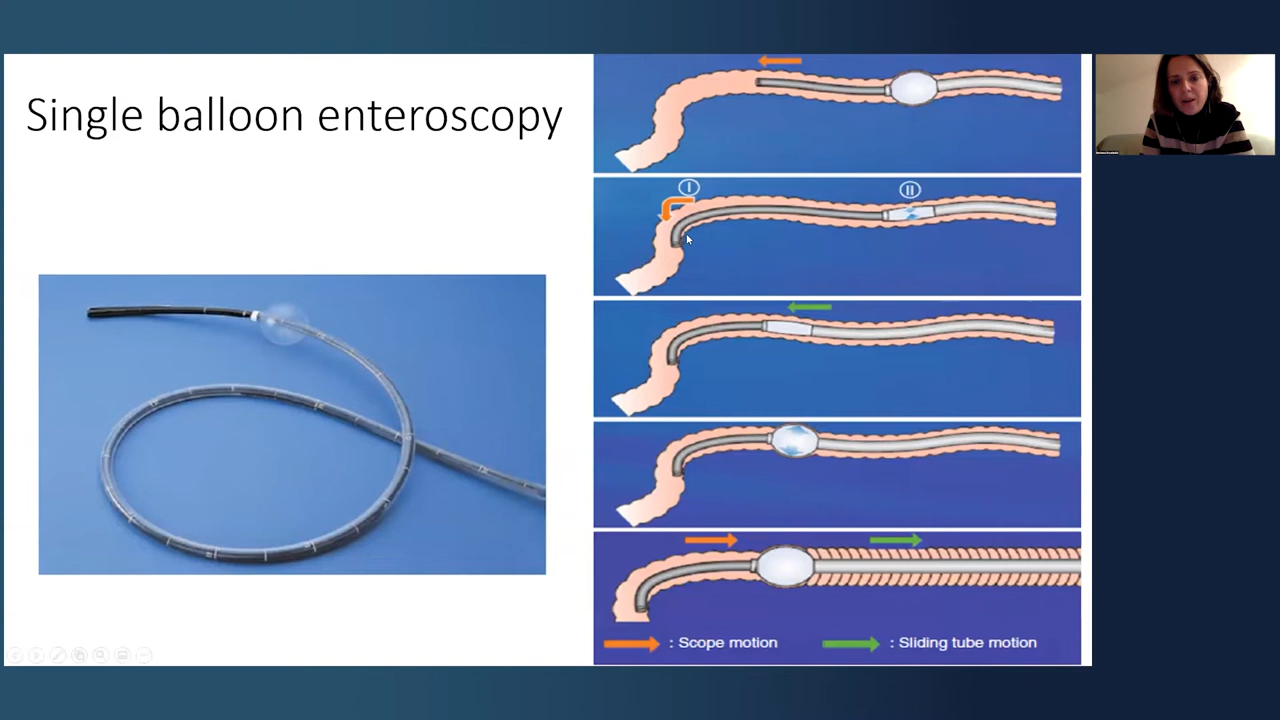 Single balloon enteroscopy
I
II
: Scope motion
: Sliding tube motion